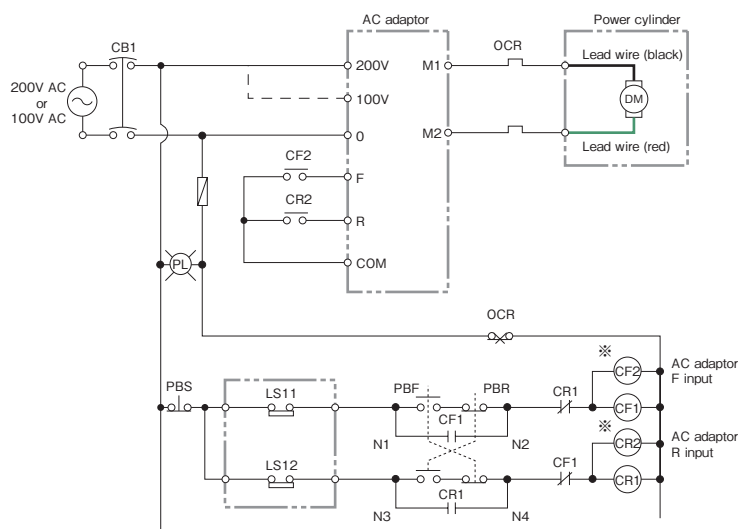 AC adaptor
Power cylinder
CB1
OCR
200V AC
or
100V AC
200V
M1
Lead wire (black)
100V
DM
0
M2
Lead wire (red)
CF2
F
CR2
R
COM
PL
OCR
※
CF2
AC adaptor
F input
PBS
LS11
PBF
PBR
CR1
CF1
CF1
N1
N2
※
CR2
AC adaptor
R input
LS12
CF1
CR1
CR1
N3
N4